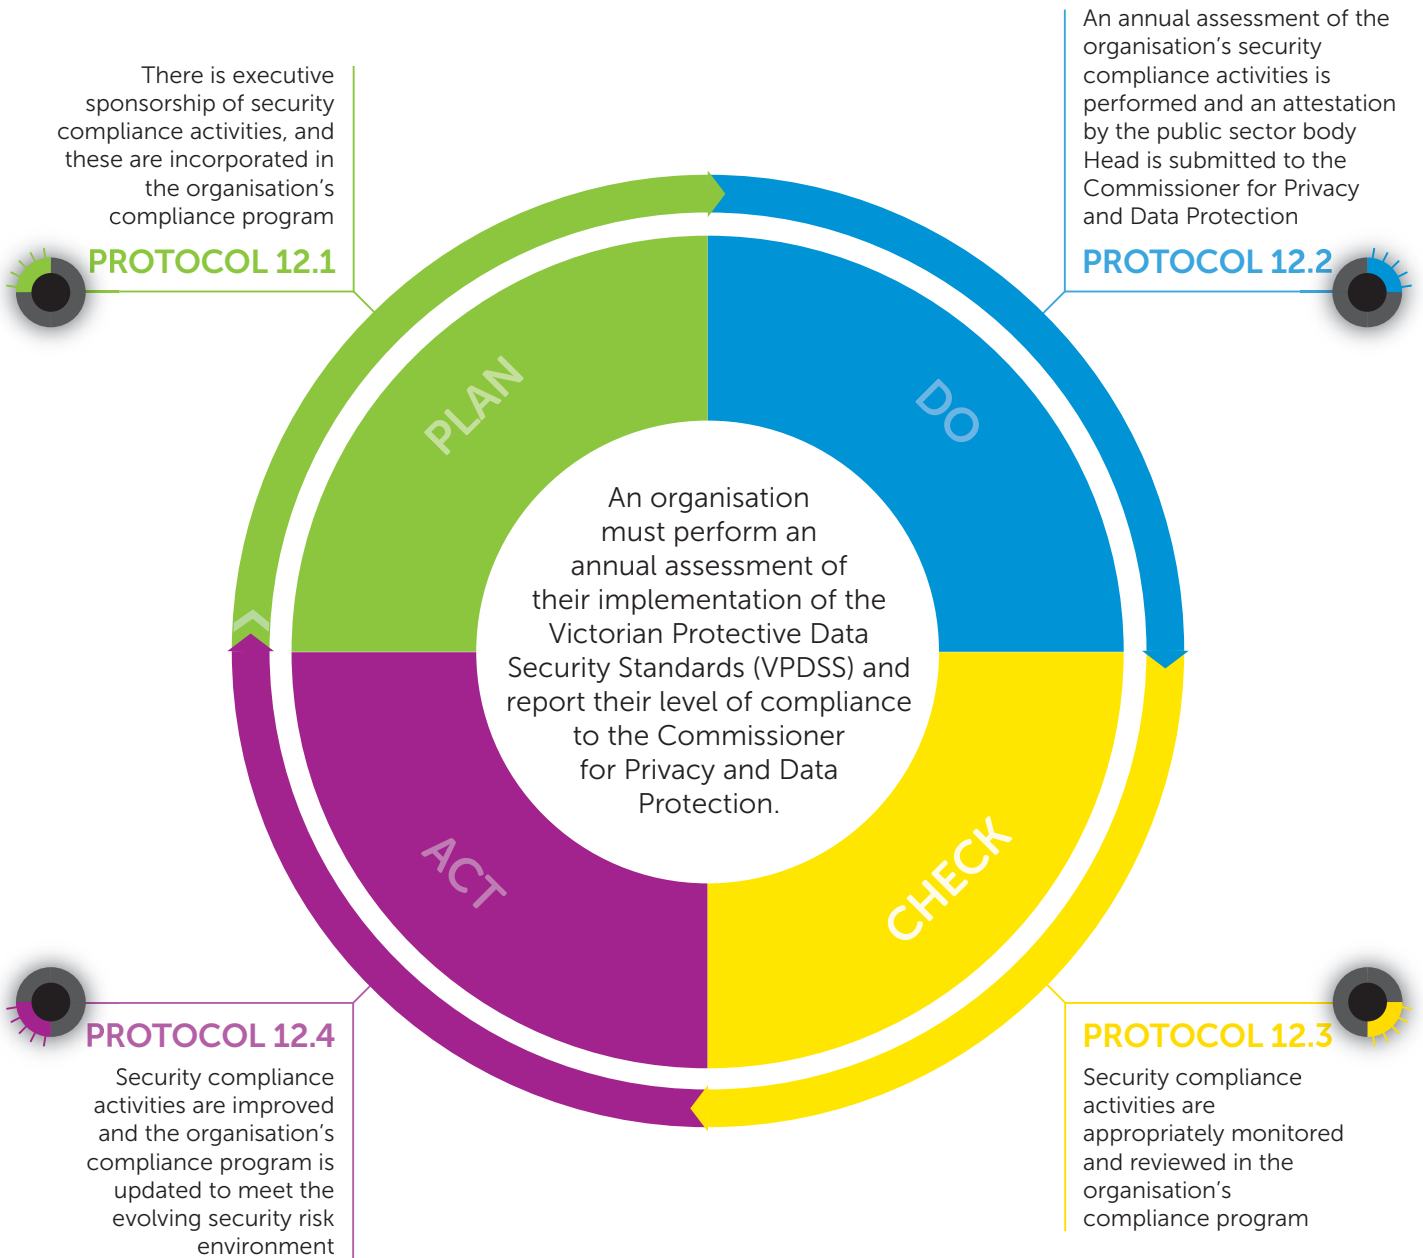 There is executive
sponsorship of security
compliance activities, and
these are incorporated in
the organisation's
compliance program
PROTOCOL 12.1
An annual assessment of the
organisation's security
compliance activities is
performed and an attestation
by the public sector body
Head is submitted to the
Commissioner for Privacy
and Data Protection
PROTOCOL 12.2
PLAN
DO
An organisation
must perform an
annual assessment of
their implementation of the
Victorian Protective Data
Security Standards (VPDSS) and
report their level of compliance
to the Commissioner
for Privacy and Data
Protection.
ACT
CHECK
PROTOCOL 12.4
Security compliance
activities are improved
and the organisation's
compliance program is
updated to meet the
evolving security risk
environment
PROTOCOL 12.3
Security compliance
activities are
appropriately monitored
and reviewed in the
organisation's
compliance program